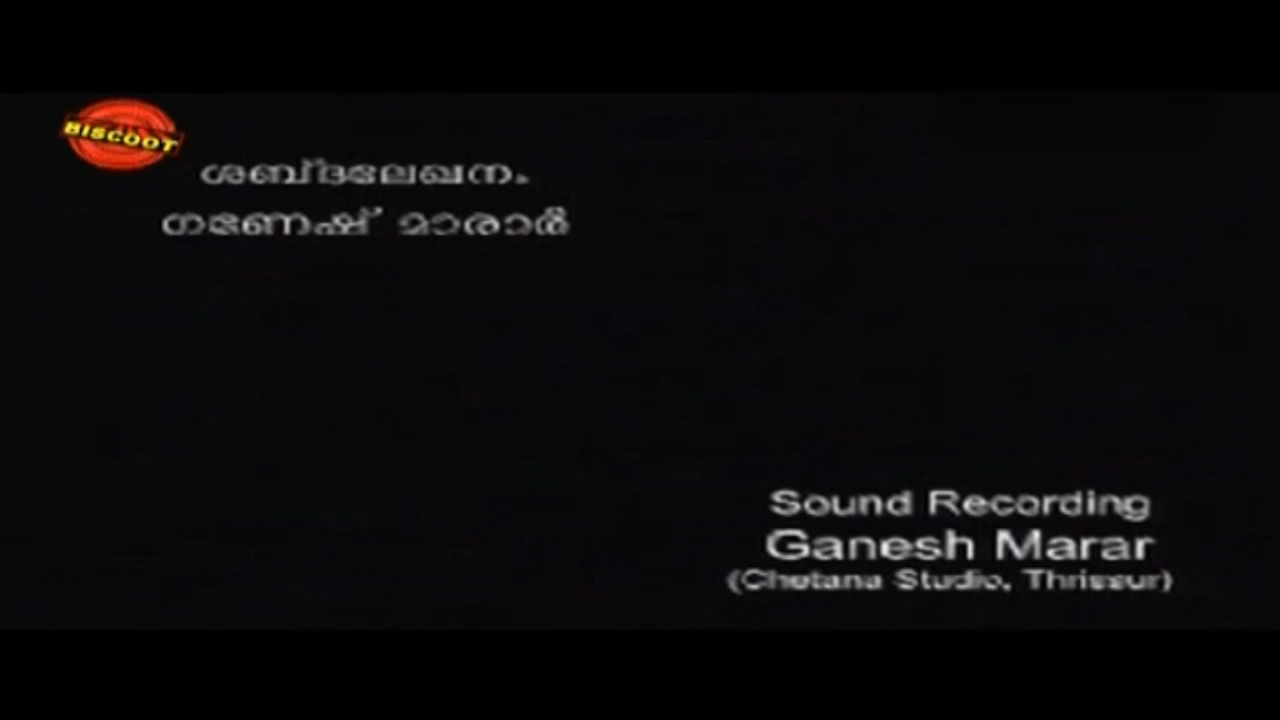 BISCOOT
ശബ്ദലേഖനം
ഗണേഷ് മാരാർ
Sound Recording
Ganesh Marar
(Chetana Studio, Thrissur)